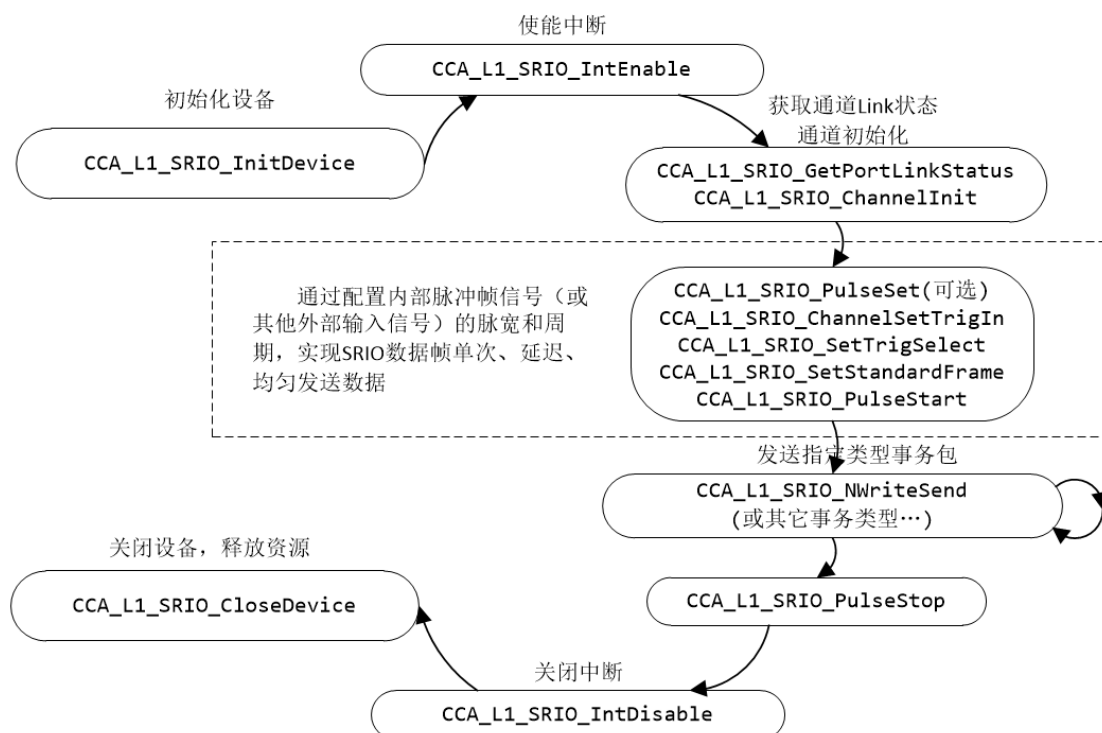 使能中断
CCA_L1_SRIO_IntEnable
初始化设备
CCA_L1_SRIO_InitDevice
获取通道Link状态
通道初始化
CCA_L1_SRIO_GetPortLinkStatus
CCA_L1_SRIO_ChannelInit
通过配置内部脉冲帧信号（或
其他外部输入信号）的脉宽和周
期，实现SRIO数据帧单次、延迟、
均匀发送数据
CCA_L1_SRIO_PulseSet(可选)
CCA_L1_SRIO_ChannelSetTrigIn
CCA_L1_SRIO_SetTrigSelect
CCA_L1_SRIO_SetStandardFrame
CCA_L1_SRIO_PulseStart
发送指定类型事务包
CCA_L1_SRIO_NWriteSend
(或其它事务类型…)
CCA_L1_SRIO_PulseStop
关闭中断
CCA_L1_SRIO_IntDisable
关闭设备，释放资源
CCA_L1_SRIO_CloseDevice